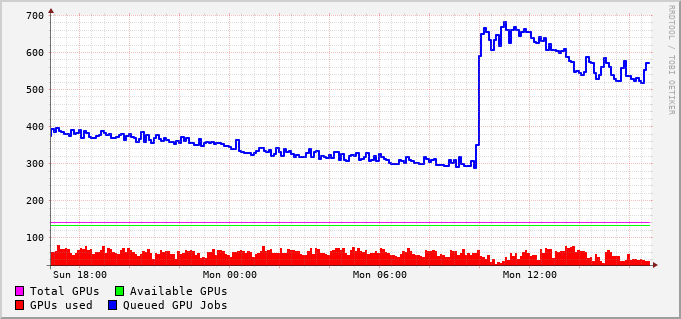 700
600
500
400
300
200
100
Sun 18:00 Mon 00:00 Mon 06:00 Mon 12:00
Total GPUs Available GPUs
GPUs used Queued GPU Jobs
RRDTOOL / TOBI OETIKER